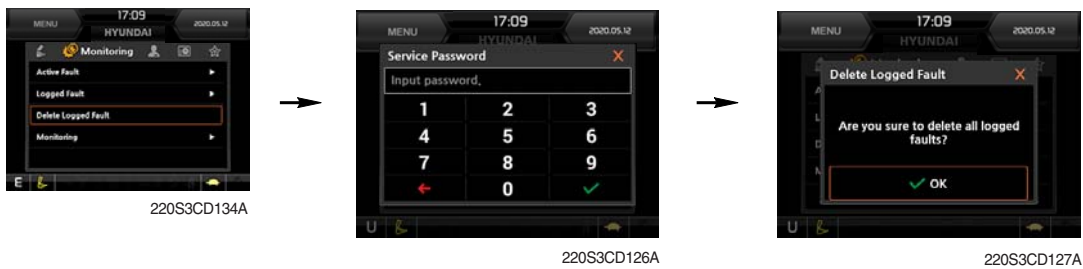 MENU
17:09
2020.05.12
HYUNDAI
Monitoring
Active Fault
Logged Fault
Delete Logged Fault
Monitoring
E
220S3CD134A
MENU
17:09
2020.05.12
HYUNDAI
Service Password X
Input password.
1 2 3
4 5 6
7 8 9
0
U
220S3CD126A
MENU
17:09
2020.05.12
HYUNDAI
Delete Logged Fault X
Are you sure to delete all logged
faults?
OK
U
220S3CD127A